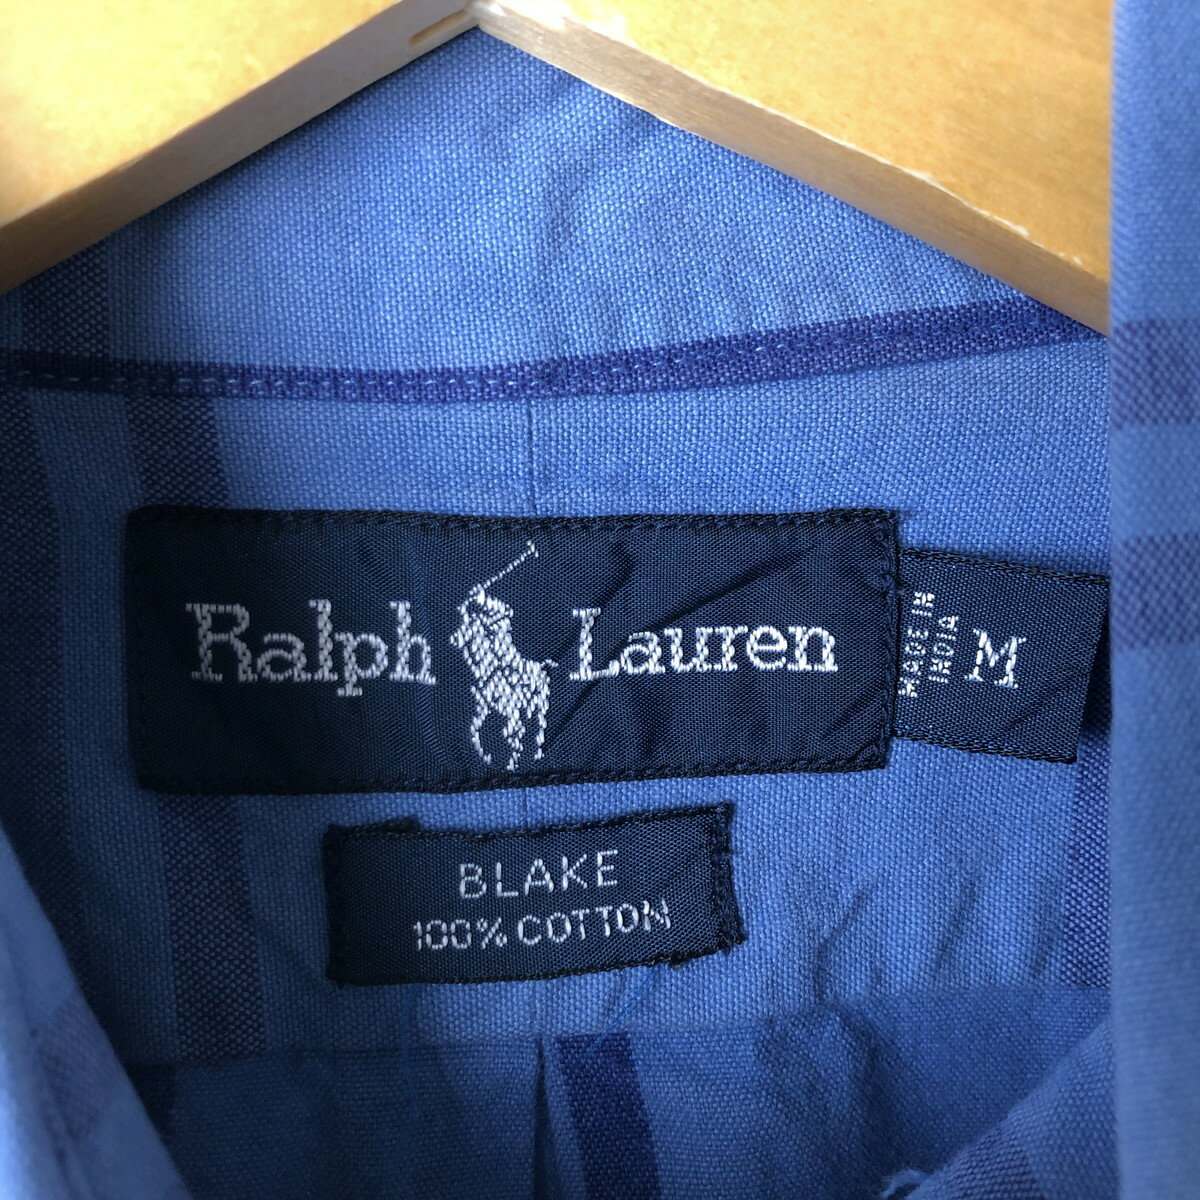 Ralph Lauren
MADE IN
INDIA
M
BLAKE
100% COTTON